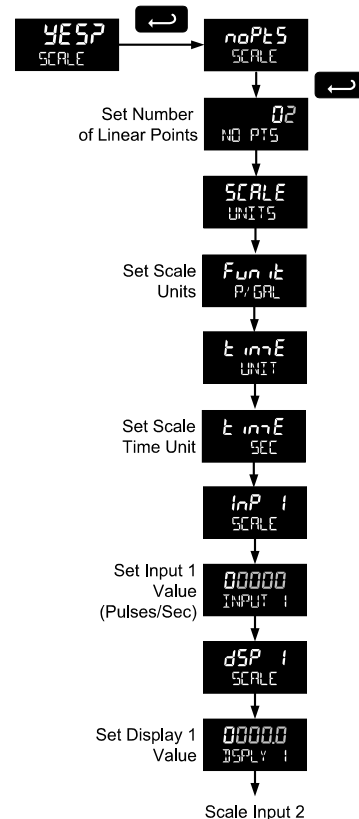 YES?
SCALE
noPtS
SCALE
Set Number
of Linear Points
02
NO PTS
SCALE
UNITS
Set Scale
Units
Funit
P/GAL
timE
UNIT
Set Scale
Time Unit
timE
SEC
InP 1
SCALE
Set Input 1
Value
(Pulses/Sec)
00000
INPUT 1
dSP 1
SCALE
Set Display 1
Value
0000.0
DSPLY 1
Scale Input 2